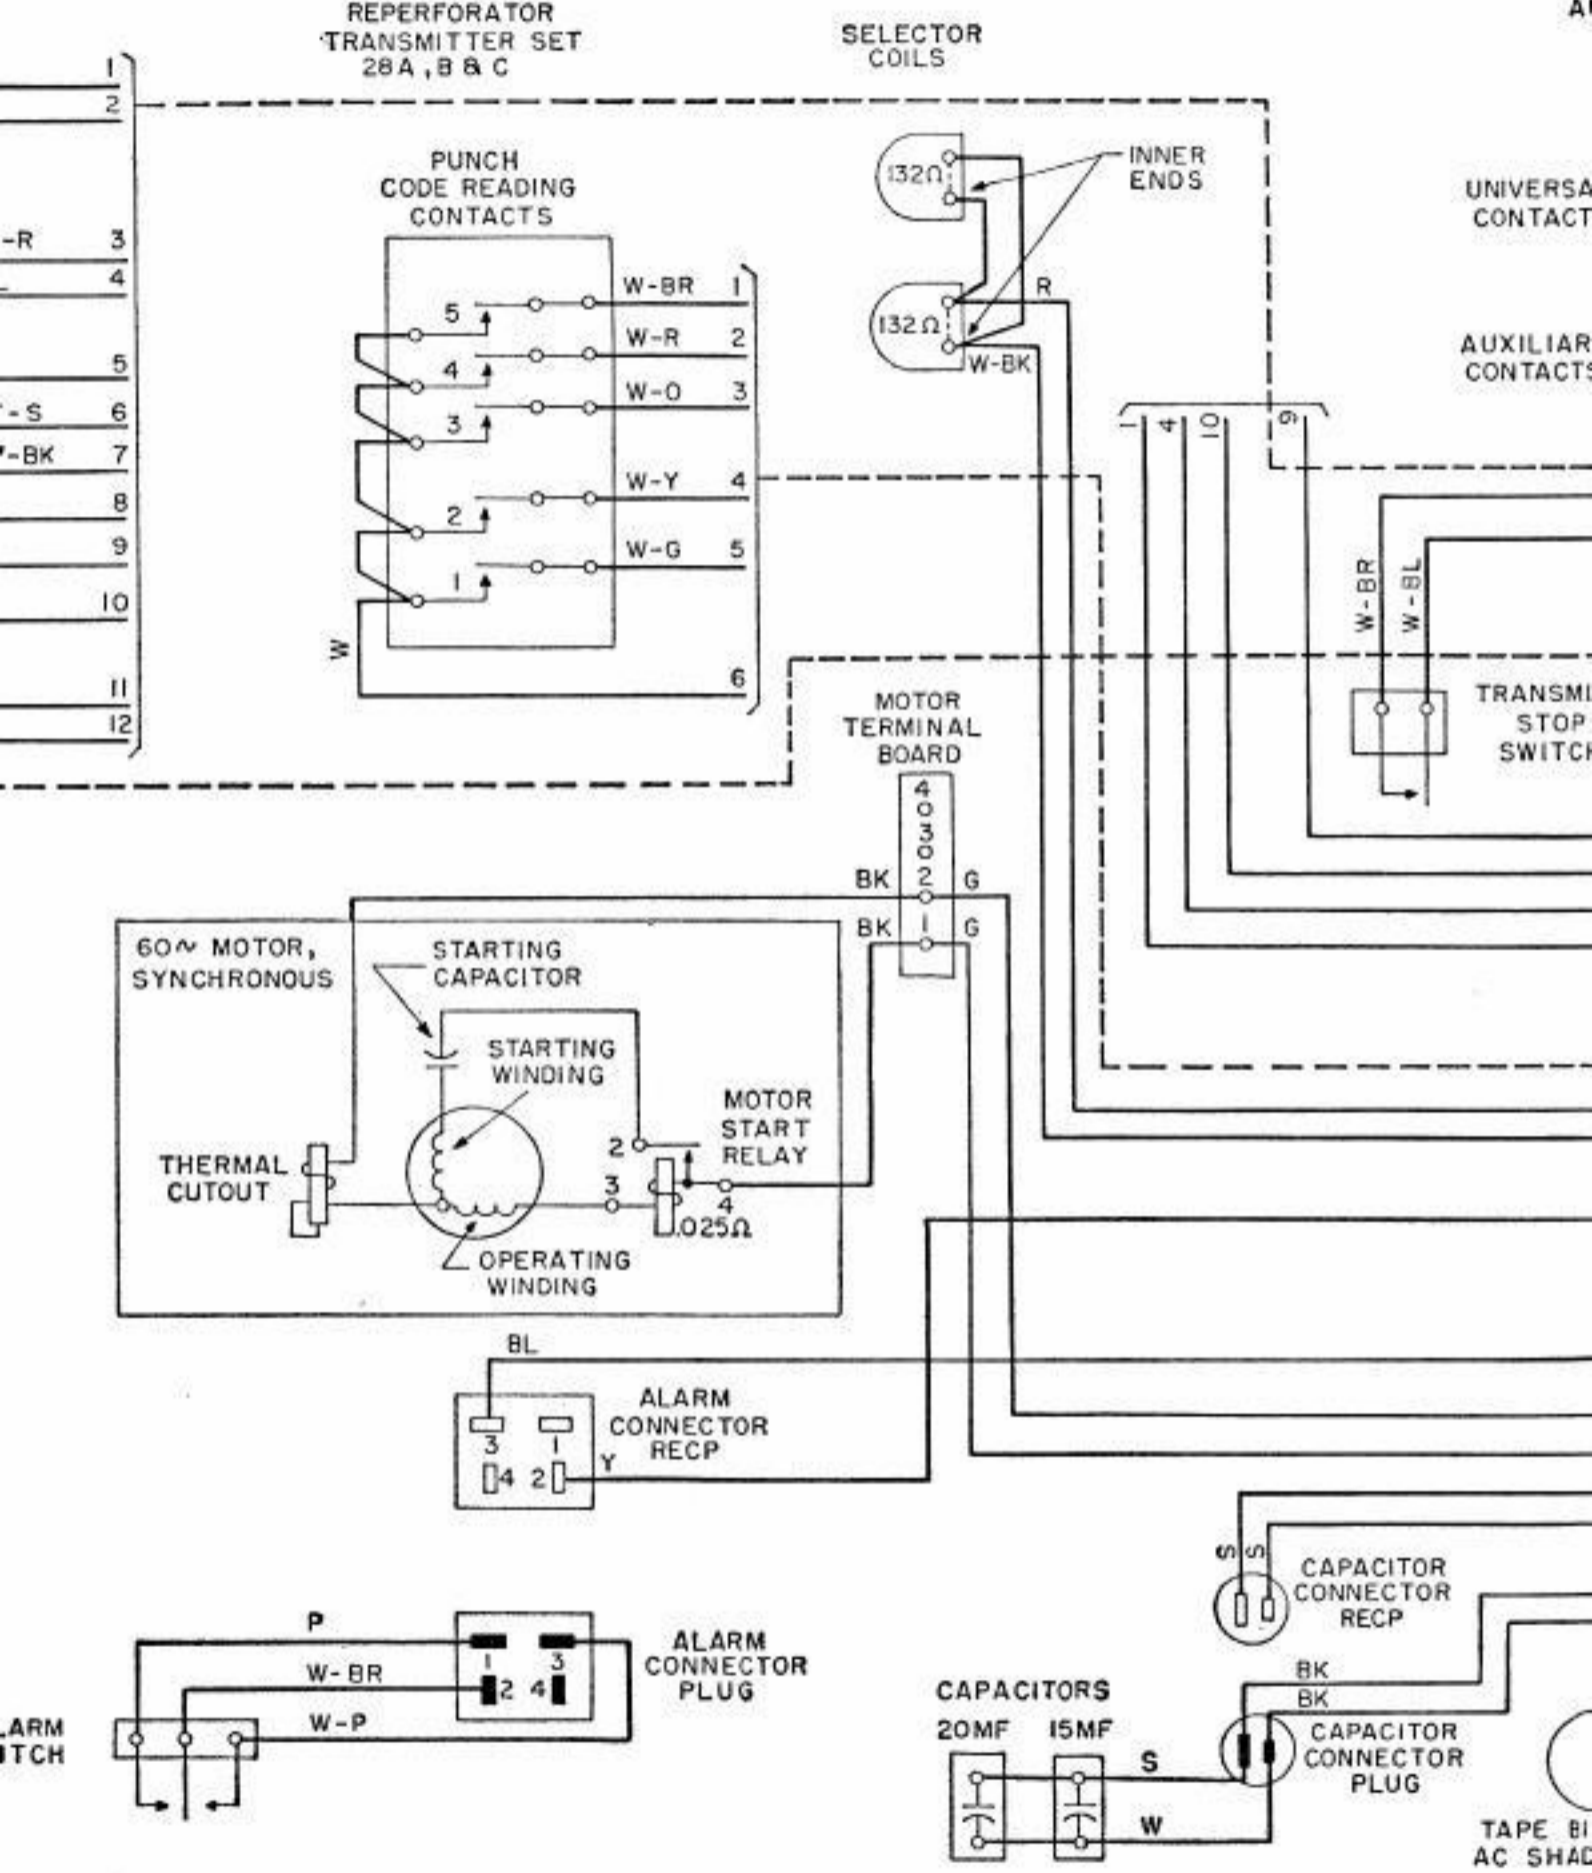 REPERFORATOR
TRANSMITTER SET
28A, B & C
SELECTOR
COILS
1
2
-R 3
4
5
-S 6
-BK 7
8
9
10
11
12
PUNCH
CODE READING
CONTACTS
5
4
3
2
1
W-BR 1
W-R 2
W-O 3
W-Y 4
W-G 5
W
6
132Ω
132Ω
INNER
ENDS
R
W-BK
1
4
10
9
W-BR
W-BL
MOTOR
TERMINAL
BOARD
4
3
2
1
BK
G
BK
G
60~ MOTOR,
SYNCHRONOUS
STARTING
CAPACITOR
STARTING
WINDING
MOTOR
START
RELAY
THERMAL
CUTOUT
2
3
4
.025Ω
OPERATING
WINDING
STOP
BL
ALARM
CONNECTOR
RECP
3 1
4 2
Y
P
W-BR
W-P
1 3
2 4
ALARM
CONNECTOR
PLUG
LARM
ITCH
S S
CAPACITOR
CONNECTOR
RECP
BK
BK
CAPACITOR
CONNECTOR
PLUG
CAPACITORS
20MF 15MF
S
W
UNIVERSA
CONTACT
AUXILIAR
CONTACTS
TRANSMI
SWITCH
TAPE BI
AC SHAD